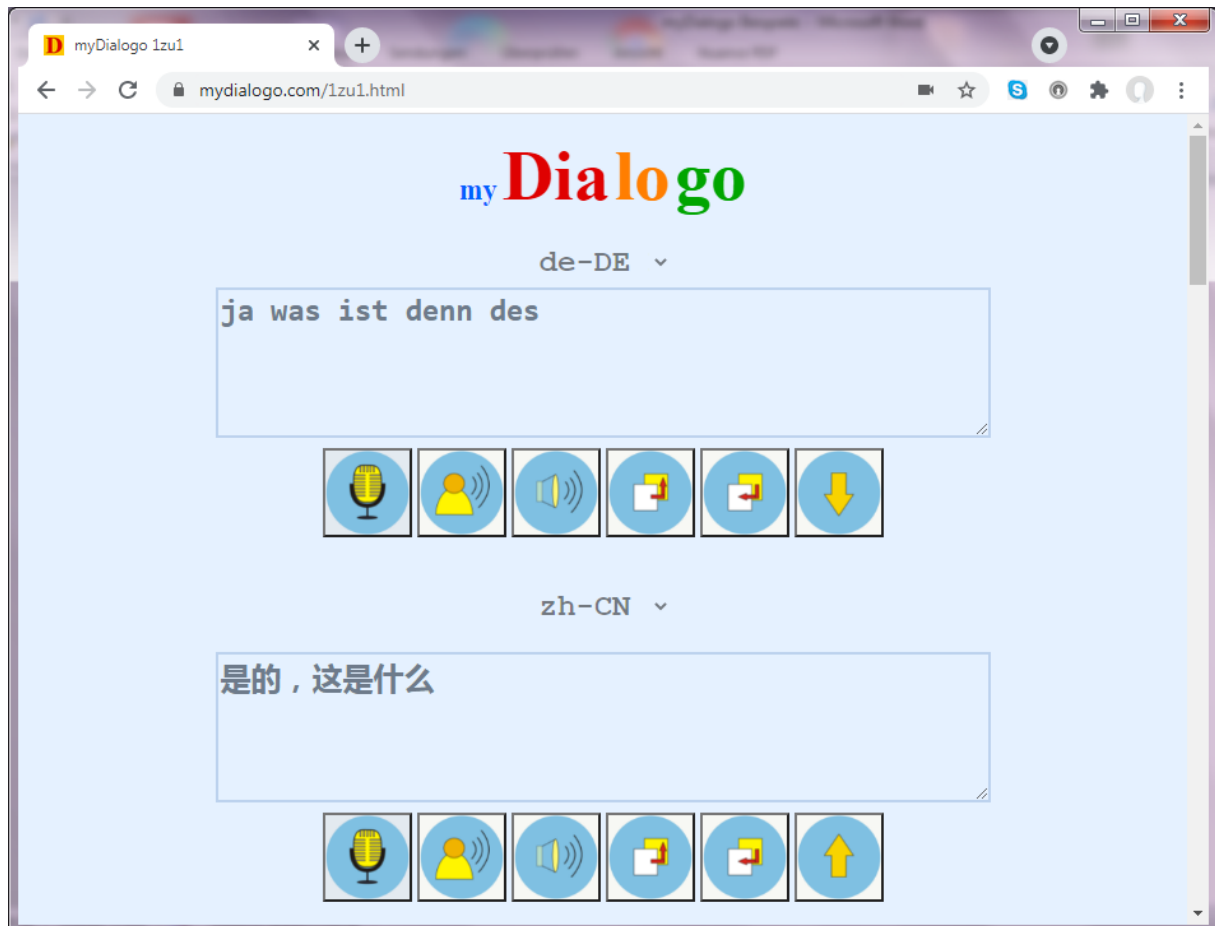 myDialogo 1zu1
mydialogo.com/1zu1.html
my Dialogo
de-DE
ja was ist denn des
zh-CN
是的，这是什么